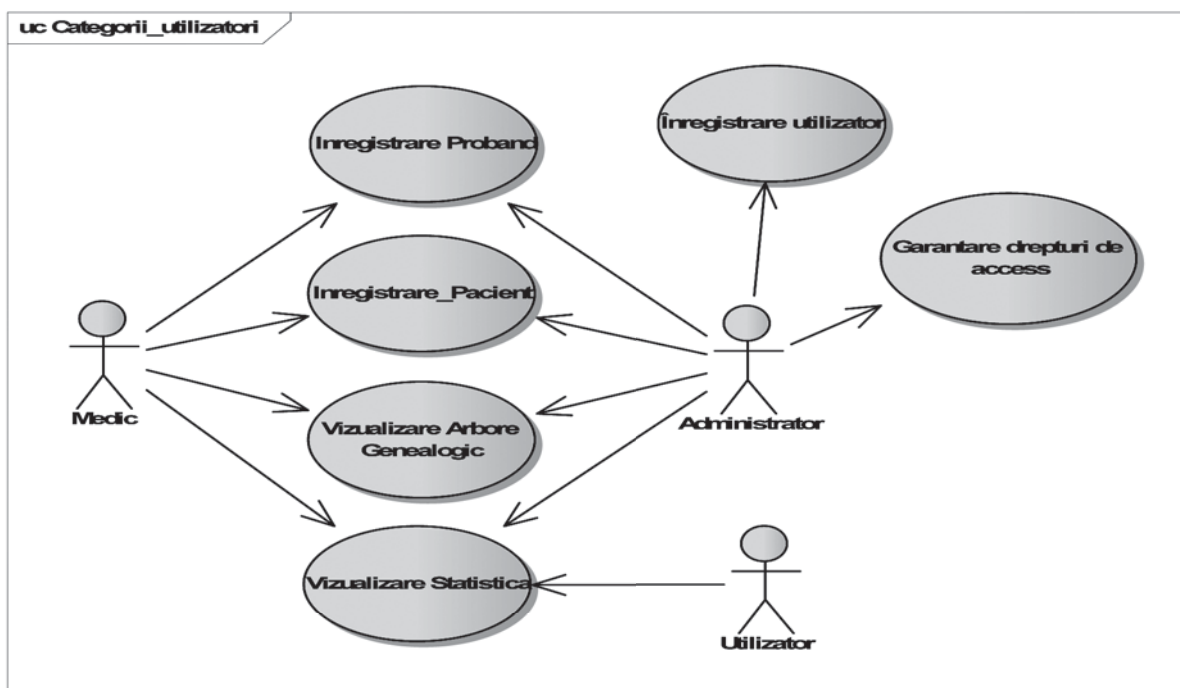 uc Categorii_utilizatori
Inregistrare Proband
Înregistrare utilizator
Garantare drepturi de
access
Inregistrare_Pacient
Medic
Administrator
Vizualizare Arbore
Genealogic
Vizualizare Statistica
Utilizator